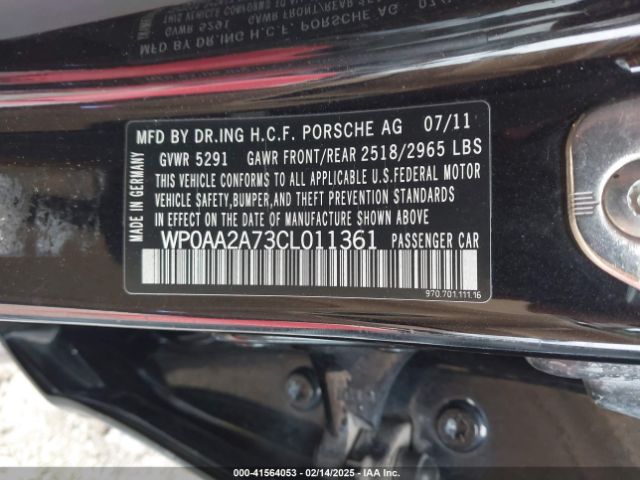 MFD BY DR.ING H.C.F. PORSCHE AG 07/11
GVWR 5291 GAWR FRONT/REAR 2518/2965 LBS
THIS VEHICLE CONFORMS TO ALL APPLICABLE U.S.FEDERAL MOTOR
VEHICLE SAFETY,BUMPER,AND THEFT PREVENTION STANDARDS
IN EFFECT ON THE DATE OF MANUFACTURE SHOWN ABOVE.
WP0AA2A73CL011361 PASSENGER CAR
970.701.111.16
MADE IN GERMANY
000-41564053 - 02/14/2025 - IAA Inc.